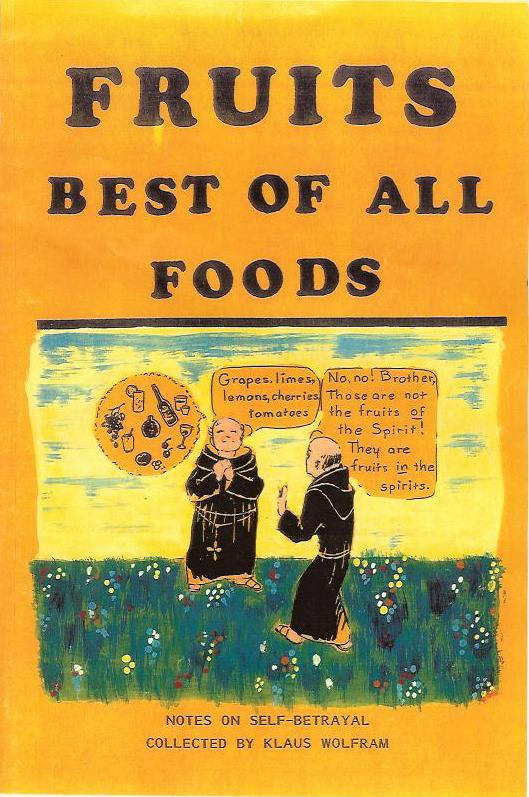 FRUITS
BEST OF ALL
FOODS
Grapes, limes,
lemons, cherries
tomatoes
No, no! Brother,
Those are not
the fruits of
the Spirit!
They are
fruits in the
spirits.
NOTES ON SELF-BETRAYAL
COLLECTED BY KLAUS WOLFRAM